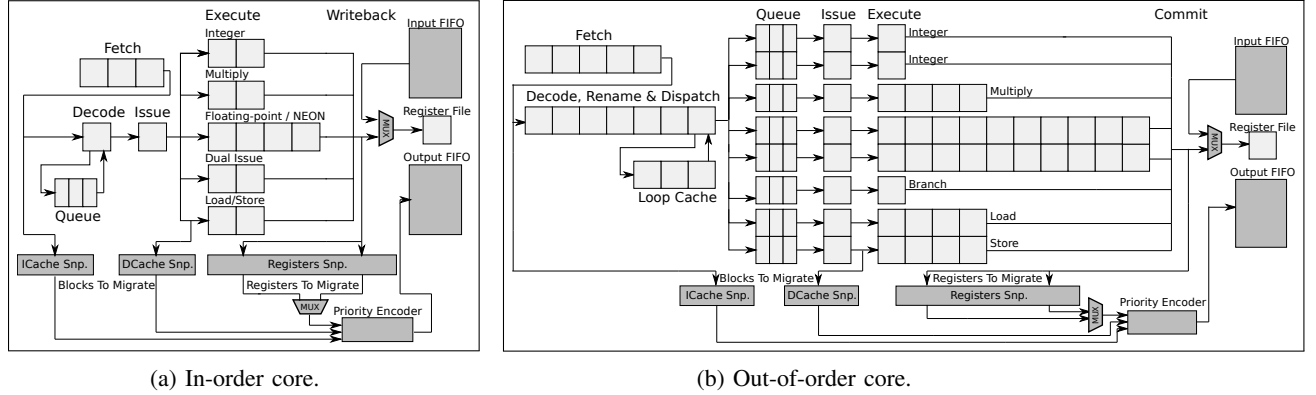 Execute
Writeback
Integer
Input FIFO
Fetch
Multiply
Register File
Decode
Issue
Floating-point / NEON
MUX
Output FIFO
Dual Issue
Queue
Load/Store
ICache Snp.
DCache Snp.
Registers Snp.
Blocks To Migrate
Registers To Migrate
MUX
Priority Encoder
(a) In-order core.
Queue
Issue
Execute
Commit
Fetch
Integer
Input FIFO
Integer
Decode, Rename & Dispatch
Multiply
Register File
MUX
Loop Cache
Branch
Output FIFO
Load
Store
Blocks To Migrate
Registers To Migrate
ICache Snp.
DCache Snp.
Registers Snp.
MUX
Priority Encoder
(b) Out-of-order core.